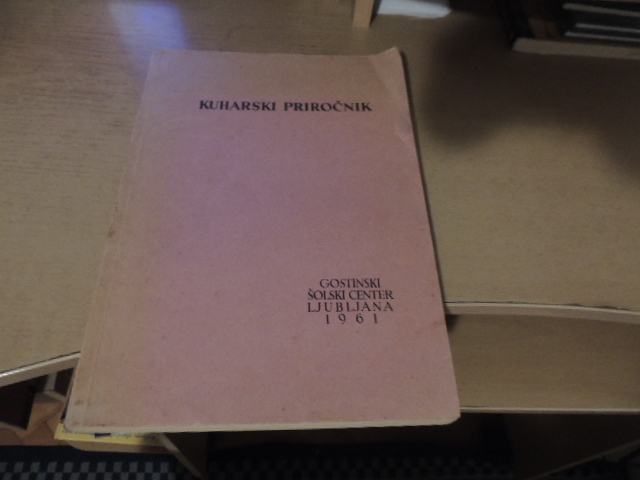 KUHARSKI PRIROČNIK
GOSTINSKI
ŠOLSKI CENTER
LJUBLJANA
1961